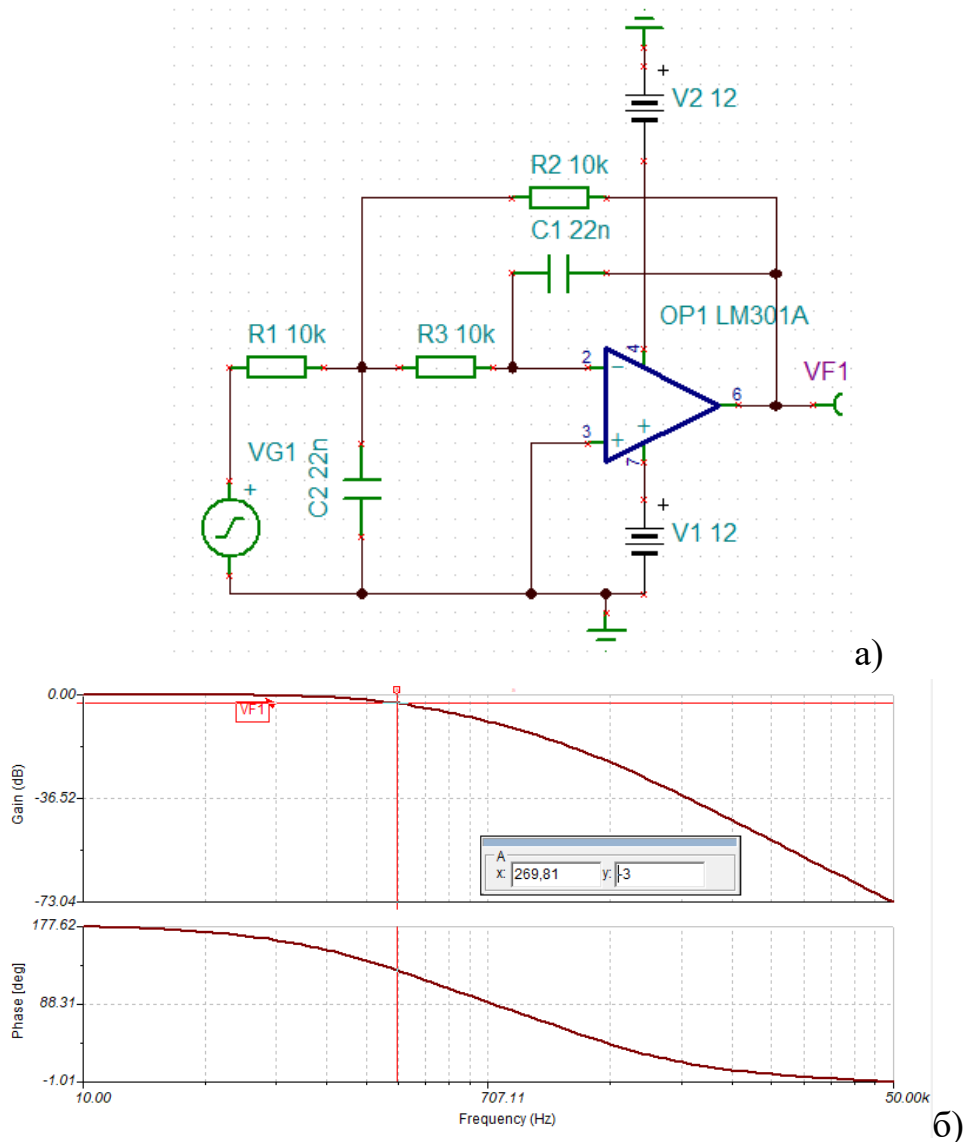 +
V2 12
R2 10k
C1 22n
OP1 LM301A
R1 10k
R3 10k
4
2
−
VF1
6
3
+
+
7
VG1
+
C2 22n
+
V1 12
а)
0.00
VF1
Gain (dB)
-36.52
A
x: 269,81 y: -3
-73.04
177.62
Phase [deg]
88.31
-1.01
10.00 707.11 50.00k
Frequency (Hz)
б)